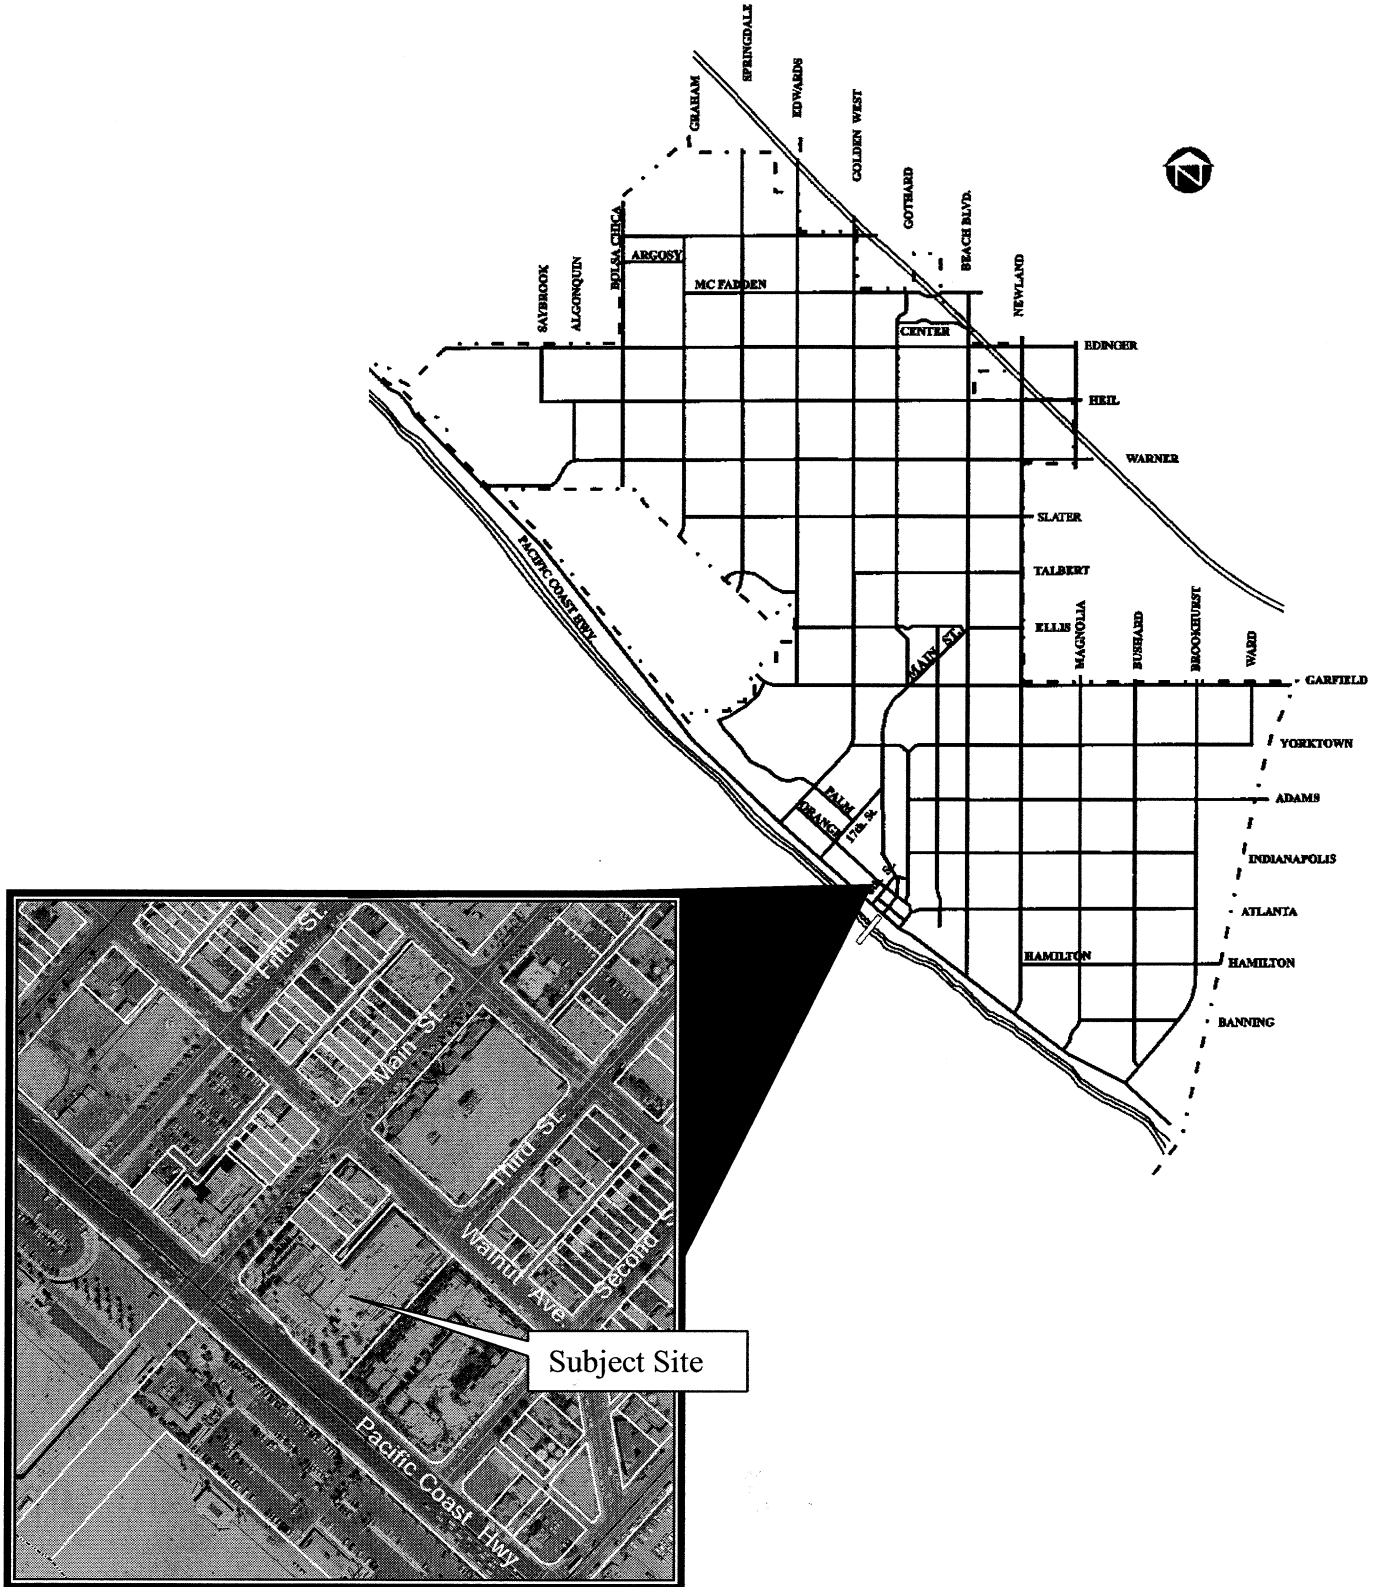 SPRINGDALE
GRAHAM
EDWARDS
GOLDEN WEST
GOTHARD
BEACH BLVD.
NEWLAND
N
BOLSA CHICA
ARGOSY
ALGONQUIN
SAYBROOK
MC FADDEN
CENTER
EDINGER
HEIL
WARNER
SLATER
PACIFIC COAST HWY.
TALBERT
ELLIS
MAIN ST.
MAGNOLIA
BUSHARD
BROOKHURST
WARD
GARFIELD
YORKTOWN
PALM
ORANGE
17th. St.
ADAMS
INDIANAPOLIS
ATLANTA
HAMILTON
HAMILTON
BANNING
Fifth St.
Main St.
Third St.
Walnut Ave.
Second S
Subject Site
Pacific Coast Hwy.